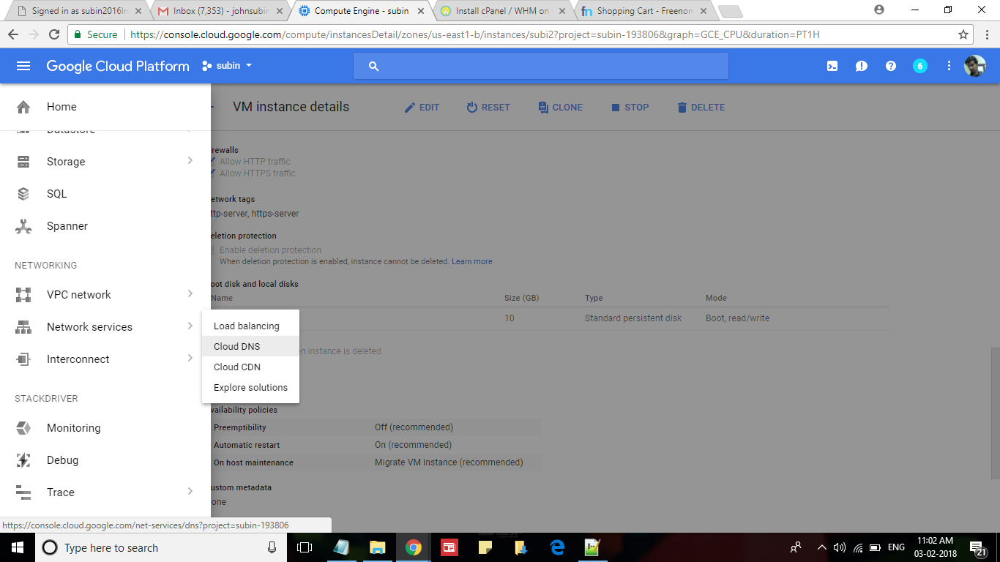 Signed in as subin2016In
Inbox (7,353) - johnsubin
Compute Engine - subin
Install cPanel / WHM on
Shopping Cart - Freenom
Secure
https://console.cloud.google.com/compute/instancesDetail/zones/us-east1-b/instances/subi2?project=subin-193806&graph=GCE_CPU&duration=PT1H
Google Cloud Platform
subin
6
Home
VM instance details
EDIT
RESET
CLONE
STOP
DELETE
Datastore
Storage
SQL
Spanner
NETWORKING
VPC network
Network services
Interconnect
STACKDRIVER
Monitoring
Debug
Trace
Load balancing
Cloud DNS
Cloud CDN
Explore solutions
irewalls
Allow HTTP traffic
Allow HTTPS traffic
etwork tags
ttp-server, https-server
eletion protection
Enable deletion protection
When deletion protection is enabled, instance cannot be deleted. Learn more
oot disk and local disks
Name
Size (GB)
Type
Mode
10
Standard persistent disk
Boot, read/write
en instance is deleted
vailability policies
Preemptibility
Off (recommended)
Automatic restart
On (recommended)
On host maintenance
Migrate VM instance (recommended)
ustom metadata
one
https://console.cloud.google.com/net-services/dns?project=subin-193806
Type here to search
ENG
11:02 AM
03-02-2018
21